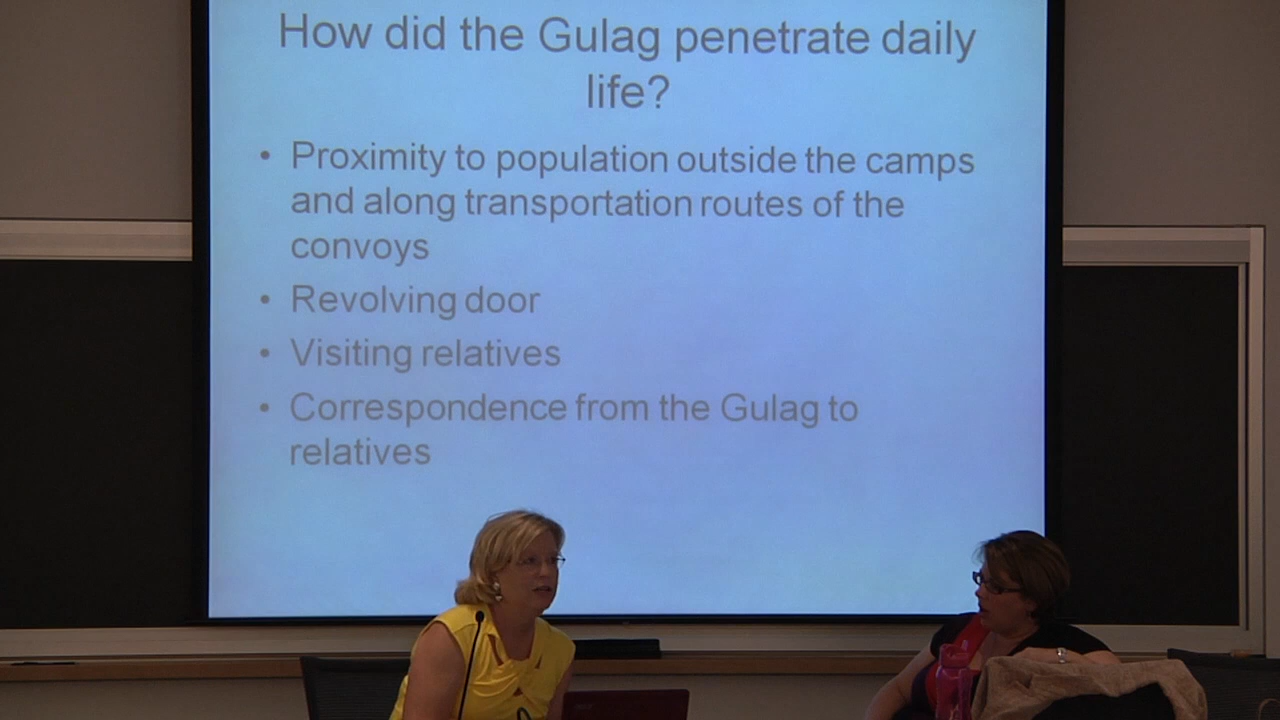 How did the Gulag penetrate daily
life?
• Proximity to population outside the camps
and along transportation routes of the
convoys
• Revolving door
• Visiting relatives
• Correspondence from the Gulag to
relatives